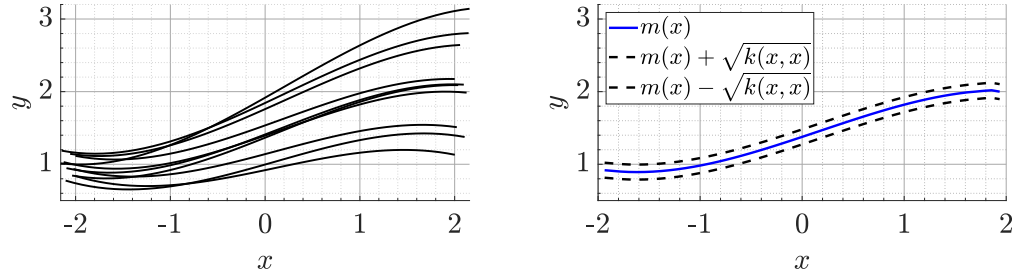 3
2
1
y
-2 -1 0 1 2
x
m(x)
m(x) + √k(x, x)
m(x) − √k(x, x)
3
2
1
y
-2 -1 0 1 2
x